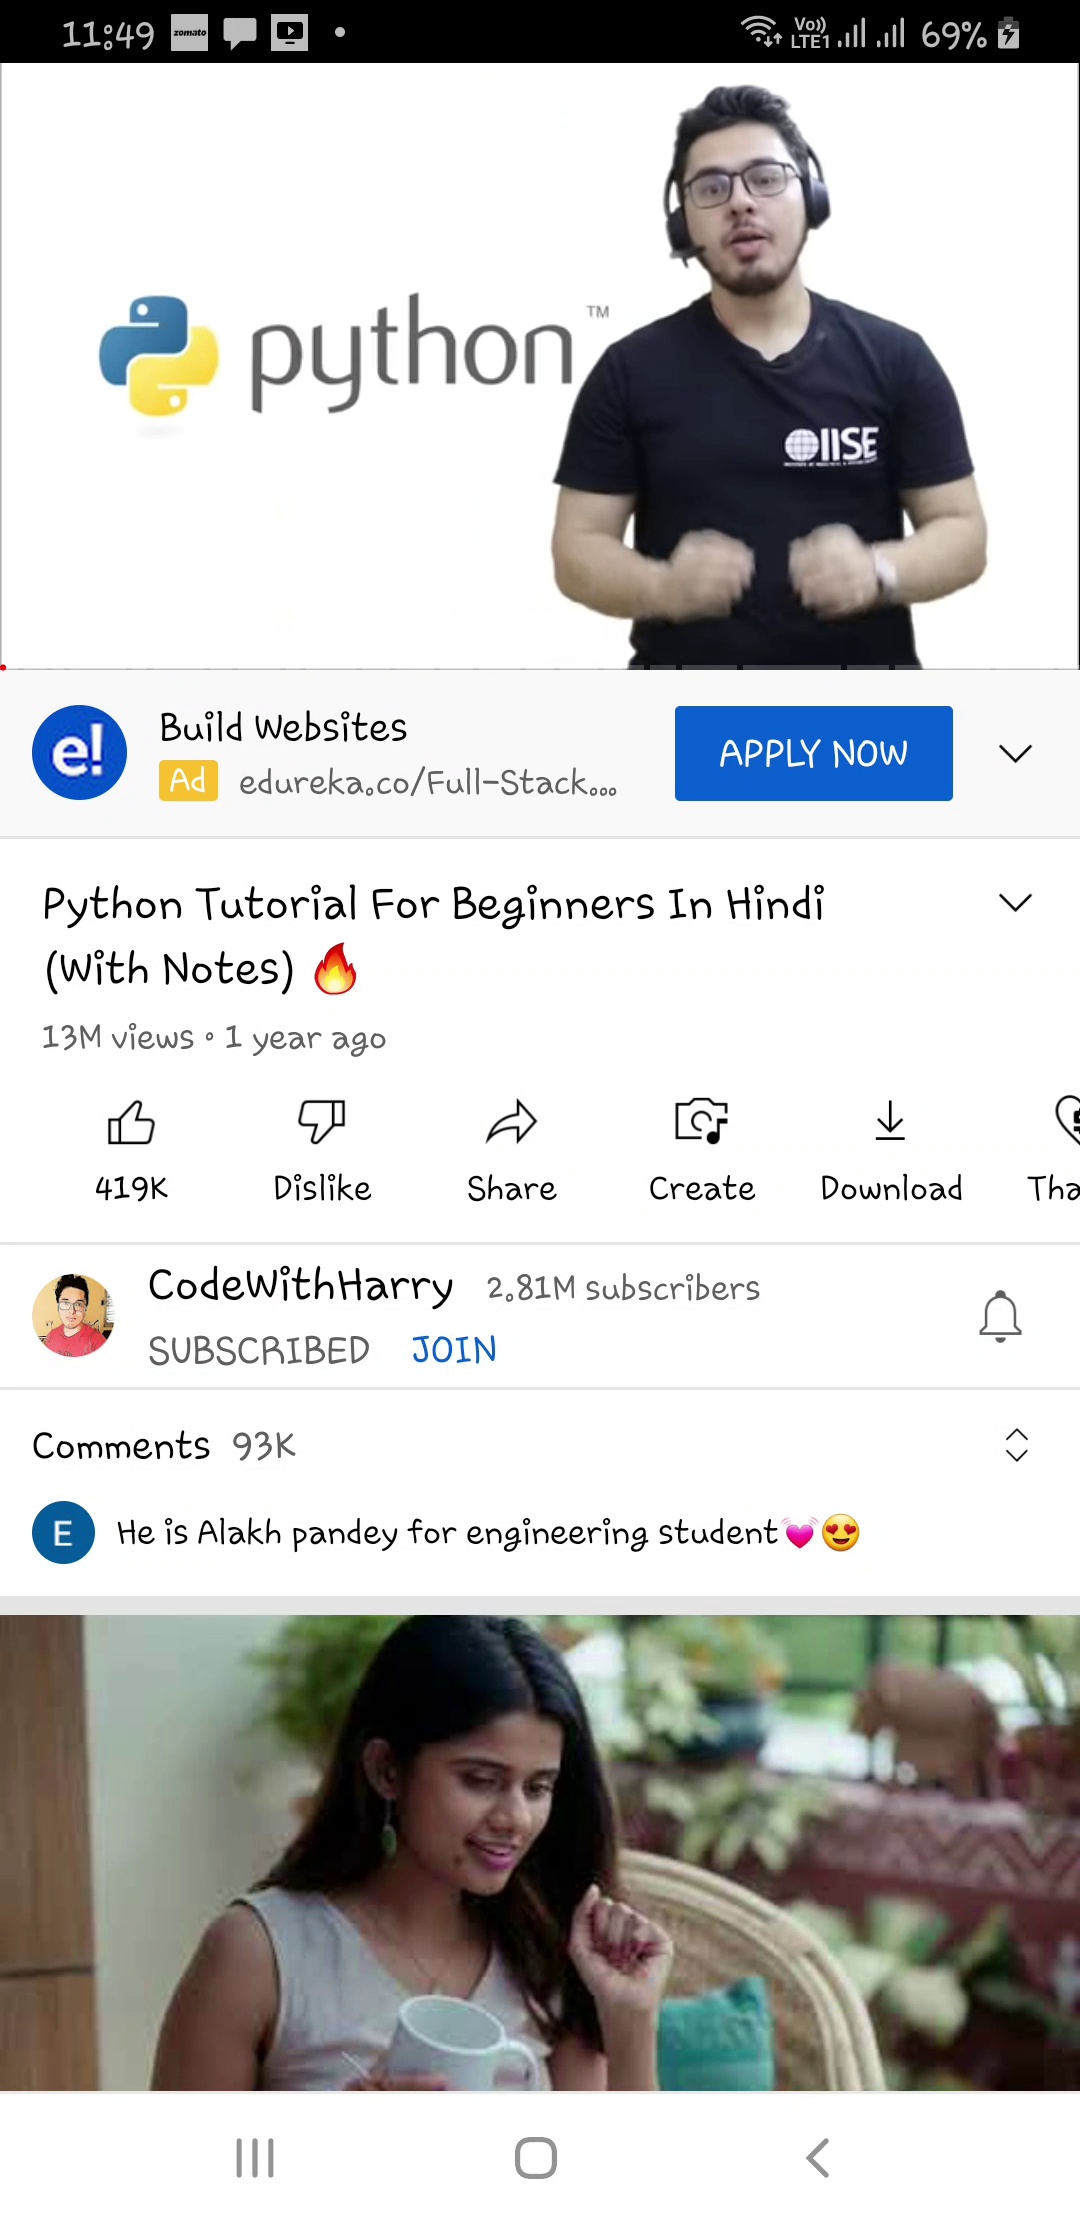 11:49 zomato Vo)) LTE1 69%
python™
IISE
e! Build Websites
Ad edureka.co/Full-Stack...
APPLY NOW
Python Tutorial For Beginners In Hindi
(With Notes) 🔥
13M views • 1 year ago
419K Dislike Share Create Download Tha
CodeWithHarry 2.81M subscribers
SUBSCRIBED JOIN
Comments 93K
E He is Alakh pandey for engineering student💓😍